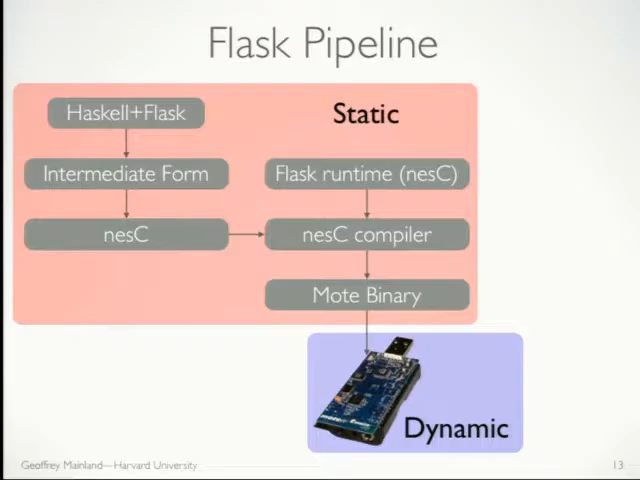 Flask Pipeline
Haskell+Flask
Static
Intermediate Form
Flask runtime (nesC)
nesC
nesC compiler
Mote Binary
Dynamic
Geoffrey Mainland—Harvard University
13